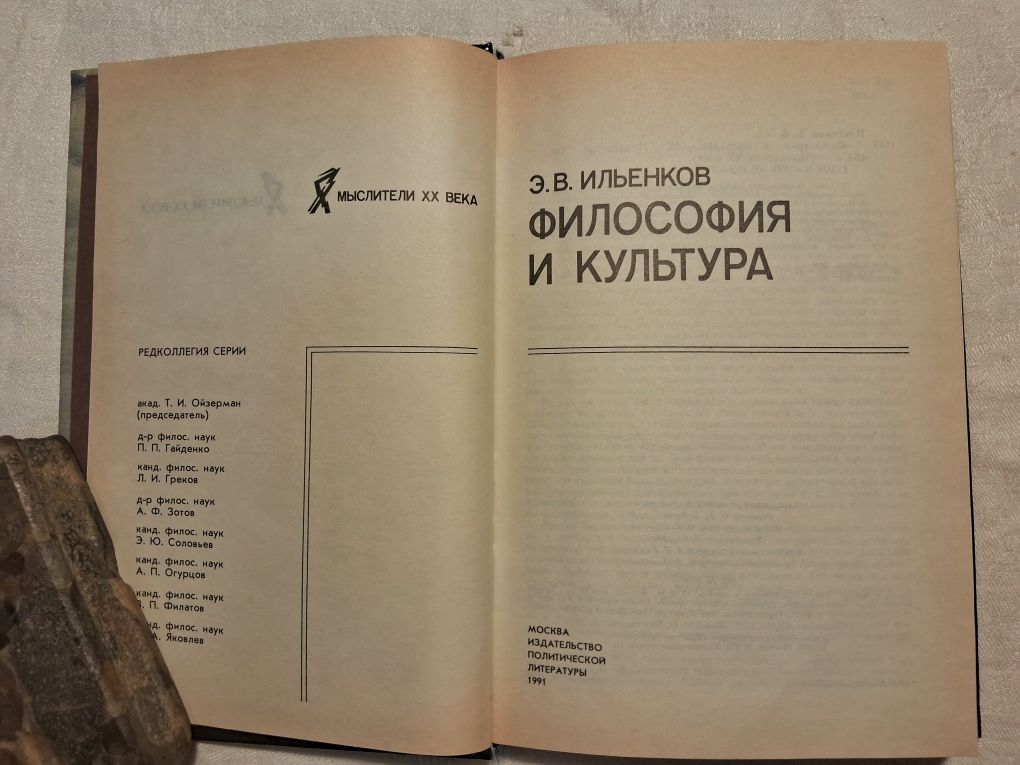 МЫСЛИТЕЛИ XX ВЕКА
РЕДКОЛЛЕГИЯ СЕРИИ
акад. Т. И. Ойзерман
(председатель)
д-р филос. наук
П. П. Гайденко
канд. филос. наук
Л. И. Греков
д-р филос. наук
А. Ф. Зотов
канд. филос. наук
Э. Ю. Соловьев
канд. филос. наук
А. П. Огурцов
канд. филос. наук
П. Филатов
филос. наук
А. Яковлев
Э. В. ИЛЬЕНКОВ
ФИЛОСОФИЯ
И КУЛЬТУРА
МОСКВА
ИЗДАТЕЛЬСТВО
ПОЛИТИЧЕСКОЙ
ЛИТЕРАТУРЫ
1991